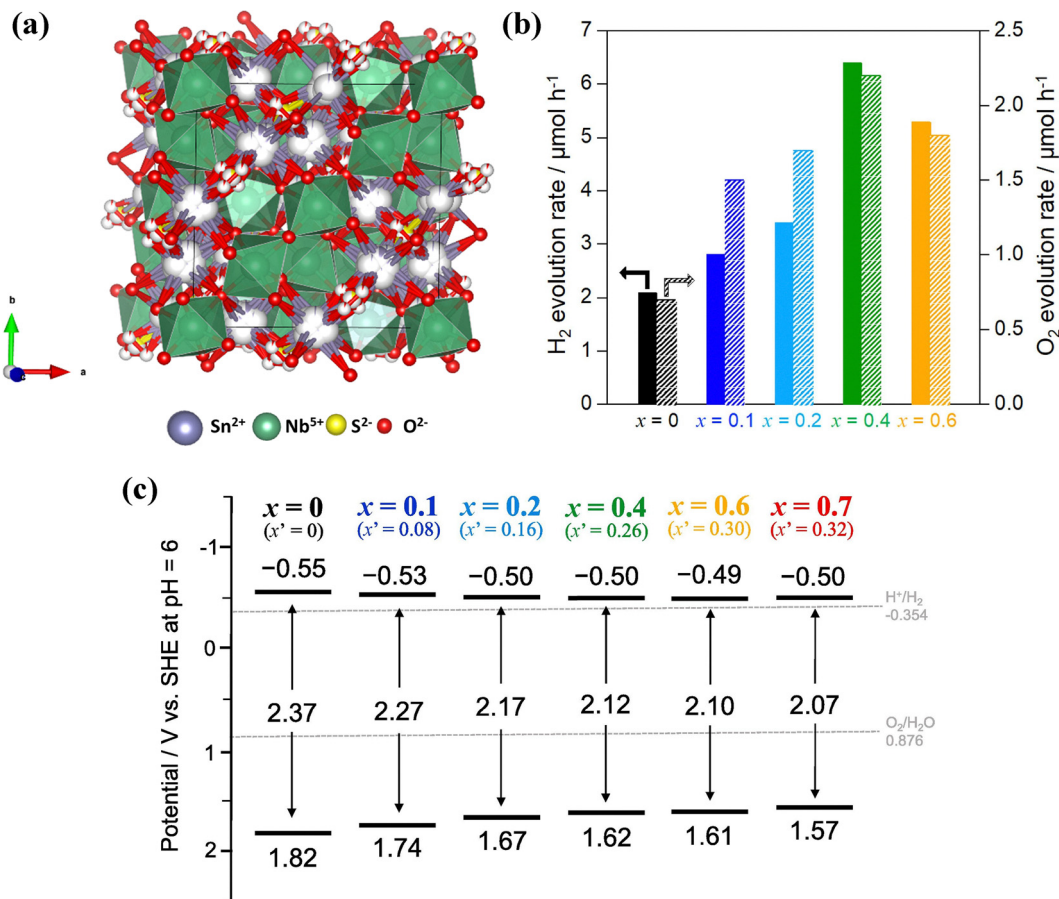 (a)
b
a
Sn²⁺ Nb⁵⁺ S²⁻ O²⁻
(b)
H₂ evolution rate / μmol h⁻¹
7
6
5
4
3
2
1
0
O₂ evolution rate / μmol h⁻¹
2.5
2.0
1.5
1.0
0.5
0.0
x = 0 x = 0.1 x = 0.2 x = 0.4 x = 0.6
(c)
Potential / V vs. SHE at pH = 6
-1
0
1
2
x = 0 x = 0.1 x = 0.2 x = 0.4 x = 0.6 x = 0.7
(x' = 0) (x' = 0.08) (x' = 0.16) (x' = 0.26) (x' = 0.30) (x' = 0.32)
−0.55 −0.53 −0.50 −0.50 −0.49 −0.50
H⁺/H₂
-0.354
2.37 2.27 2.17 2.12 2.10 2.07
O₂/H₂O
0.876
1.82 1.74 1.67 1.62 1.61 1.57